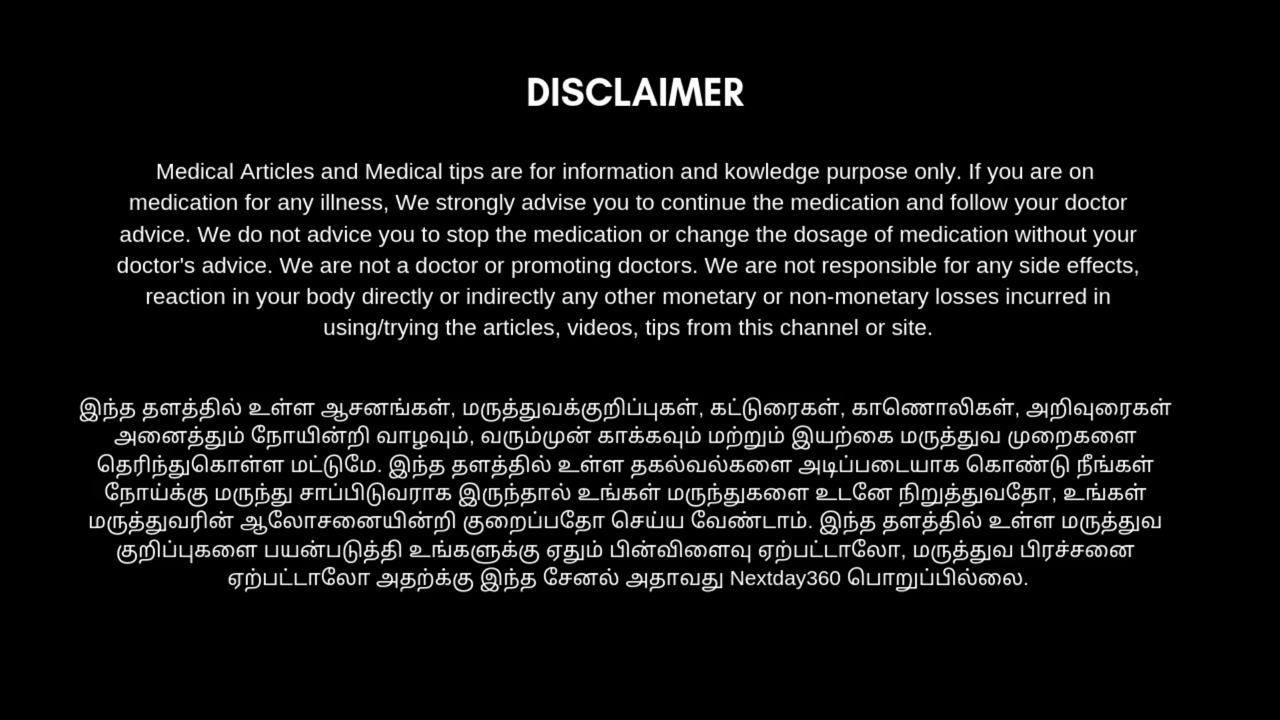 DISCLAIMER
Medical Articles and Medical tips are for information and kowledge purpose only. If you are on
medication for any illness, We strongly advise you to continue the medication and follow your doctor
advice. We do not advice you to stop the medication or change the dosage of medication without your
doctor's advice. We are not a doctor or promoting doctors. We are not responsible for any side effects,
reaction in your body directly or indirectly any other monetary or non-monetary losses incurred in
using/trying the articles, videos, tips from this channel or site.
இந்த தளத்தில் உள்ள ஆசனங்கள், மருத்துவக்குறிப்புகள், கட்டுரைகள், காணொலிகள், அறிவுரைகள்
அனைத்தும் நோயின்றி வாழவும், வரும்முன் காக்கவும் மற்றும் இயற்கை மருத்துவ முறைகளை
தெரிந்துகொள்ள மட்டுமே. இந்த தளத்தில் உள்ள தகல்வல்களை அடிப்படையாக கொண்டு நீங்கள்
நோய்க்கு மருந்து சாப்பிடுவராக இருந்தால் உங்கள் மருந்துகளை உடனே நிறுத்துவதோ, உங்கள்
மருத்துவரின் ஆலோசனையின்றி குறைப்பதோ செய்ய வேண்டாம். இந்த தளத்தில் உள்ள மருத்துவ
குறிப்புகளை பயன்படுத்தி உங்களுக்கு ஏதும் பின்விளைவு ஏற்பட்டாலோ, மருத்துவ பிரச்சனை
ஏற்பட்டாலோ அதற்க்கு இந்த சேனல் அதாவது Nextday360 பொறுப்பில்லை.